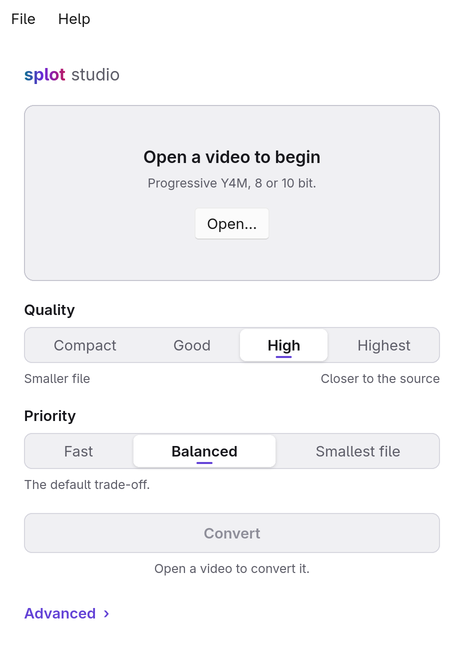 File Help
splot studio
Open a video to begin
Progressive Y4M, 8 or 10 bit.
Open...
Quality
Compact Good High Highest
Smaller file Closer to the source
Priority
Fast Balanced Smallest file
The default trade-off.
Convert
Open a video to convert it.
Advanced ›